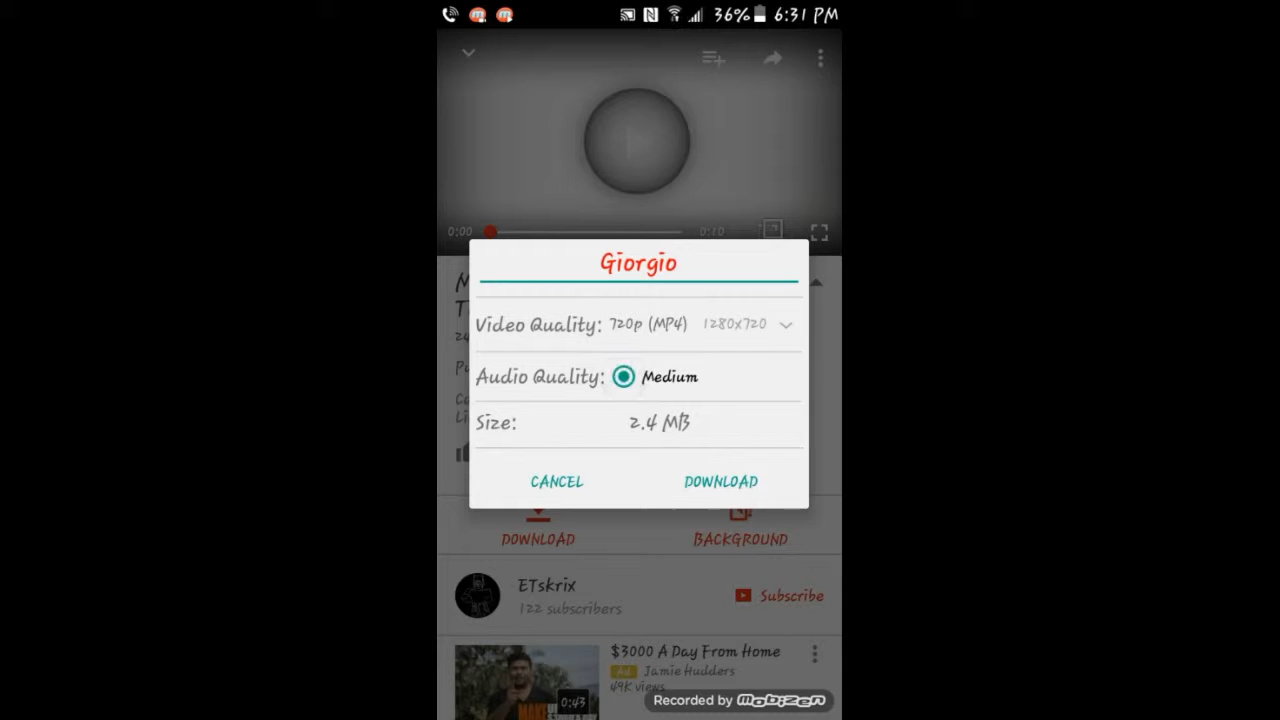 36% 6:31 PM
0:00 0:10
Giorgio
Video Quality: 720p (MP4) 1280x720
Audio Quality: Medium
Size: 2.4 MB
CANCEL DOWNLOAD
DOWNLOAD BACKGROUND
ETskrix
122 subscribers
Subscribe
$3000 A Day From Home
Ad Jamie Hudders
49K views
0:43
Recorded by mobizen